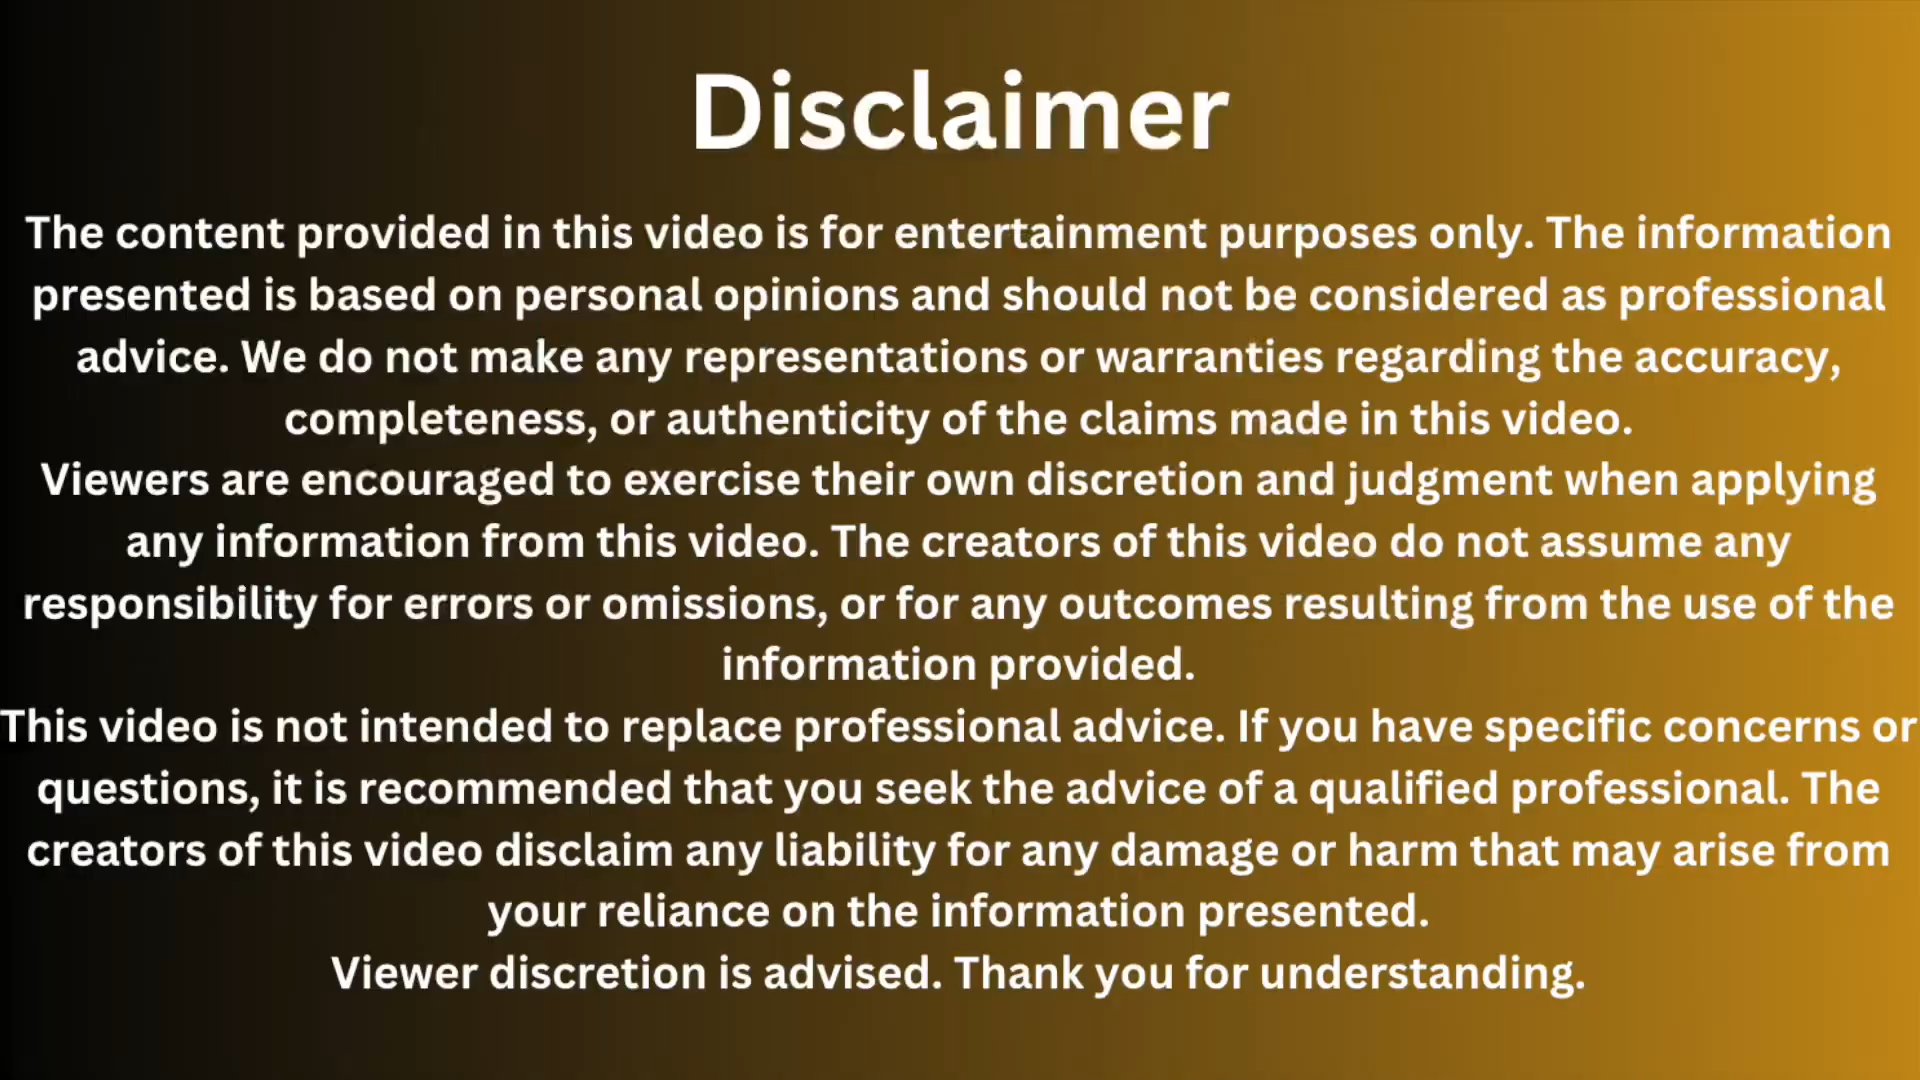 Disclaimer
The content provided in this video is for entertainment purposes only. The information
presented is based on personal opinions and should not be considered as professional
advice. We do not make any representations or warranties regarding the accuracy,
completeness, or authenticity of the claims made in this video.
Viewers are encouraged to exercise their own discretion and judgment when applying
any information from this video. The creators of this video do not assume any
responsibility for errors or omissions, or for any outcomes resulting from the use of the
information provided.
This video is not intended to replace professional advice. If you have specific concerns or
questions, it is recommended that you seek the advice of a qualified professional. The
creators of this video disclaim any liability for any damage or harm that may arise from
your reliance on the information presented.
Viewer discretion is advised. Thank you for understanding.